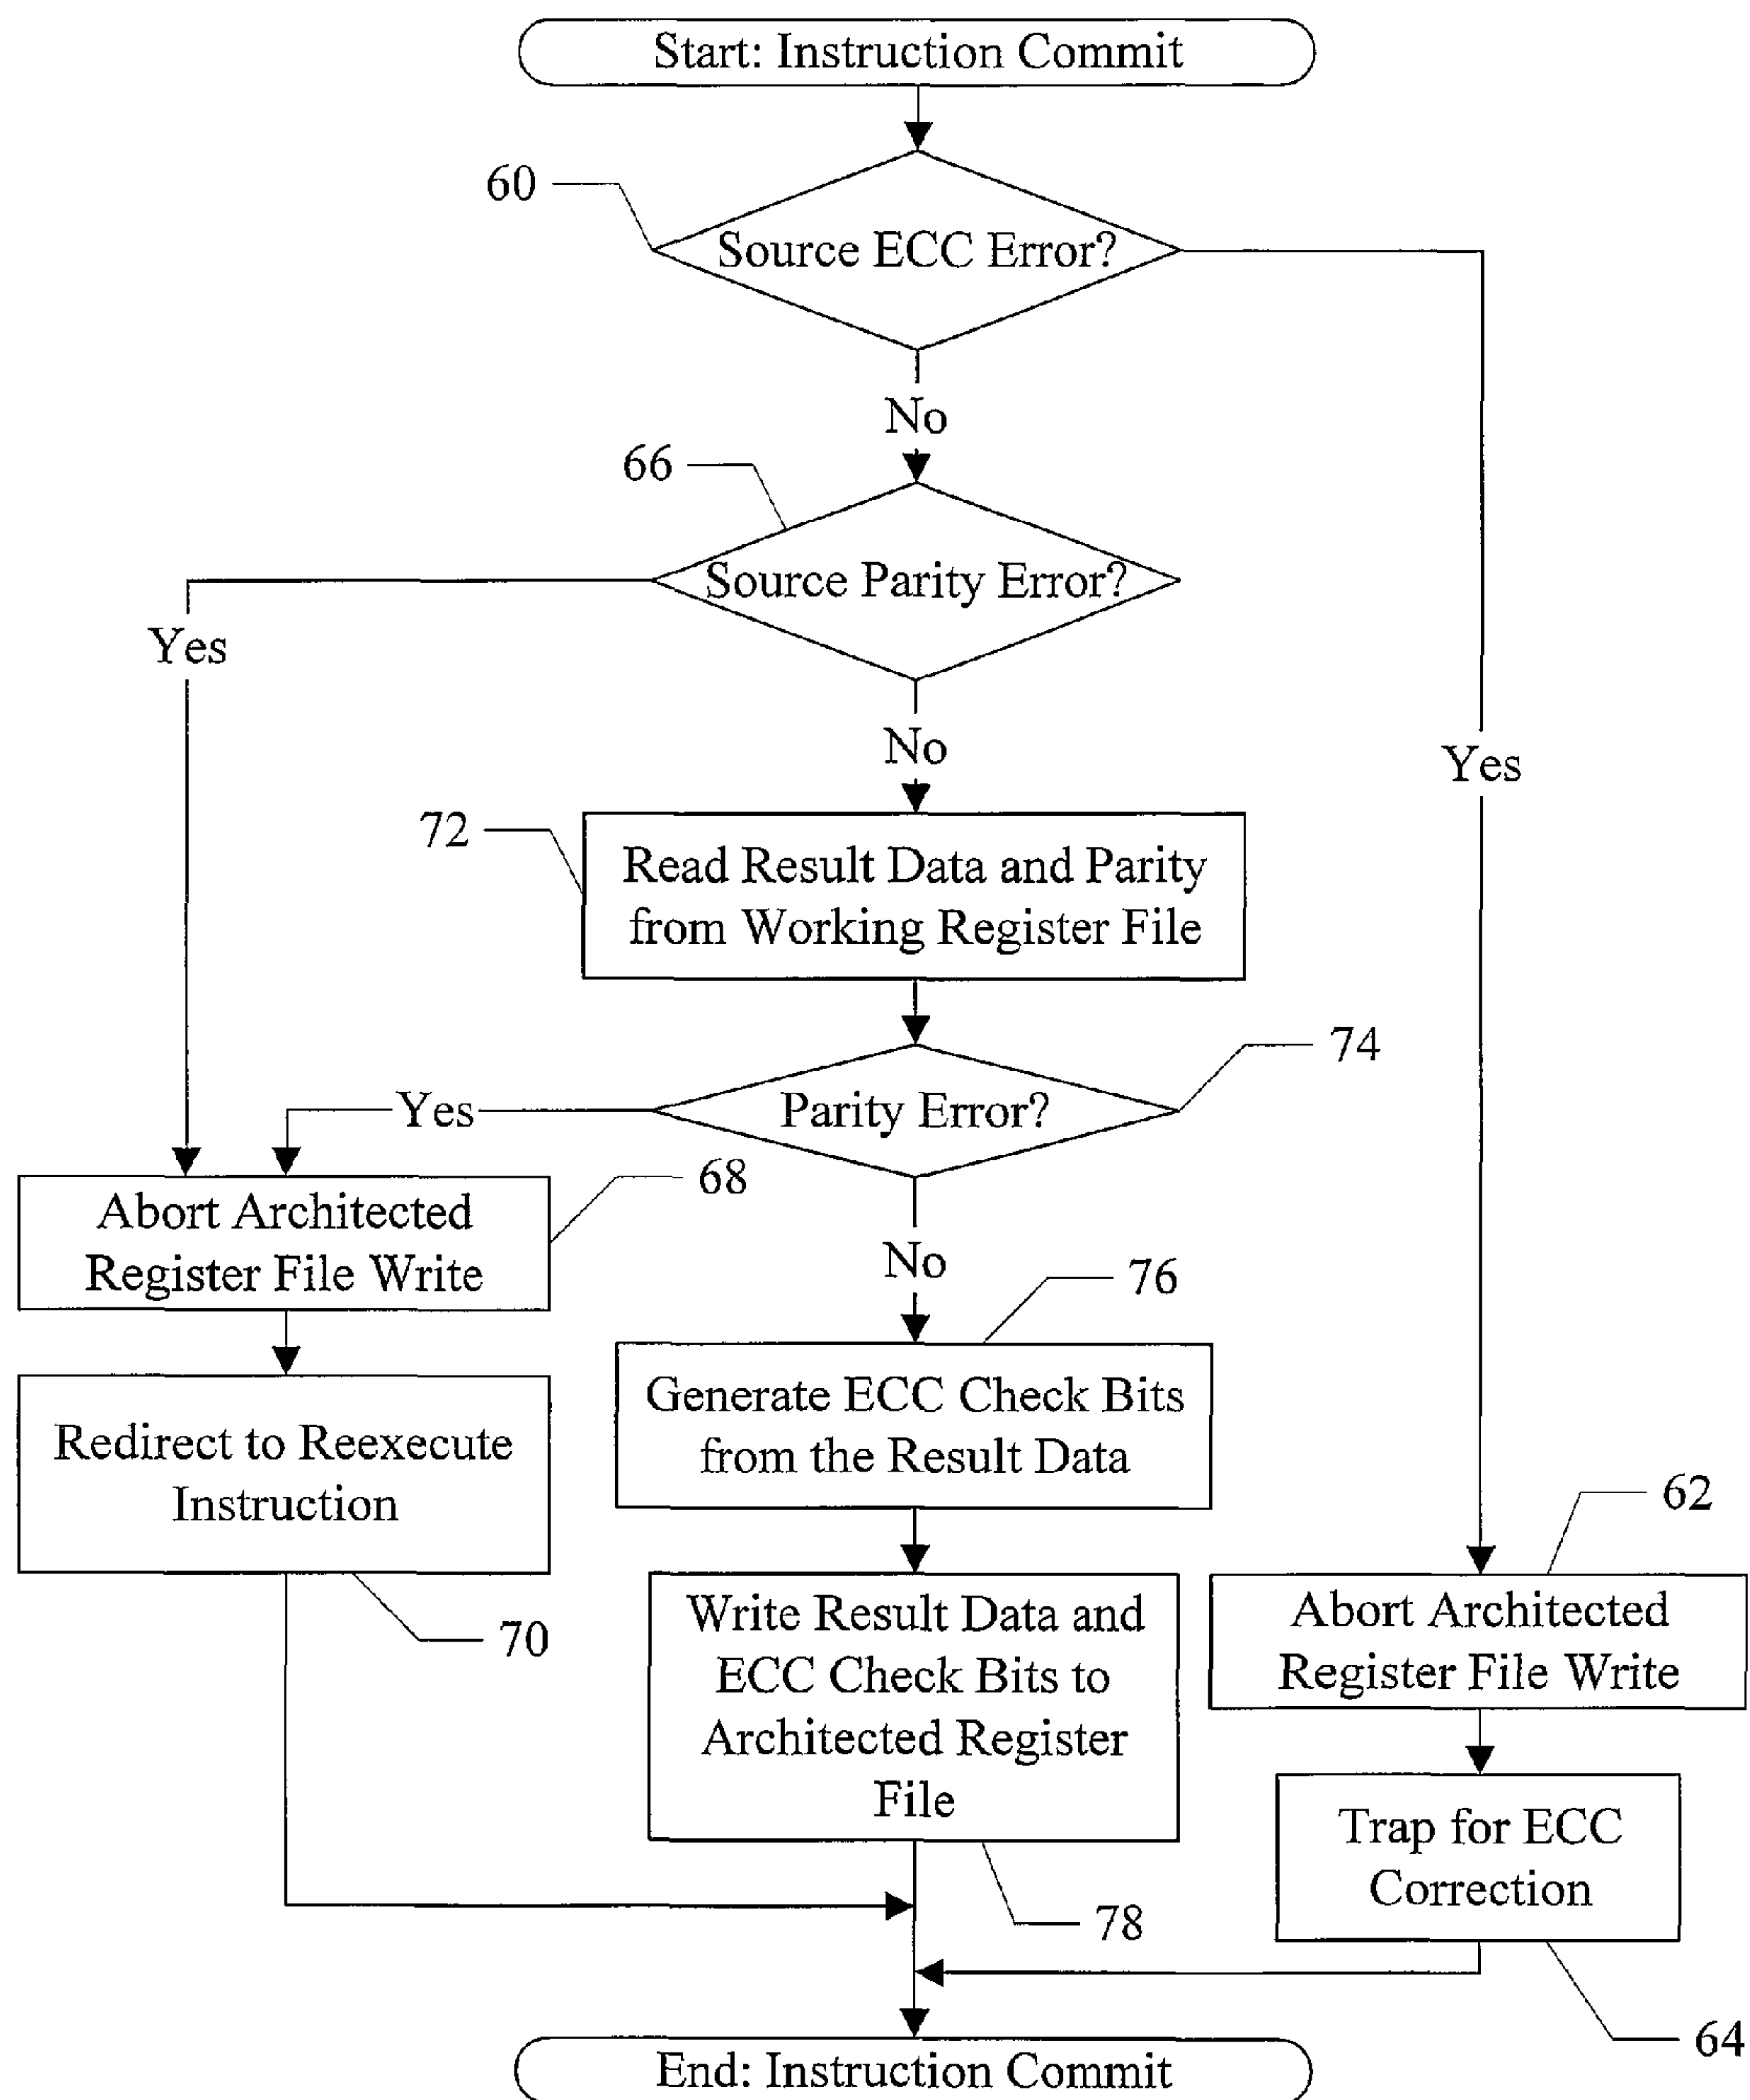 Start: Instruction Commit
60
Source ECC Error?
No
66
Source Parity Error?
Yes
No
Yes
72
Read Result Data and Parity
from Working Register File
74
Yes
Parity Error?
68
Abort Architected
Register File Write
No
76
Generate ECC Check Bits
from the Result Data
Redirect to Reexecute
Instruction
62
70
Write Result Data and
ECC Check Bits to
Architected Register
File
Abort Architected
Register File Write
Trap for ECC
Correction
78
64
End: Instruction Commit